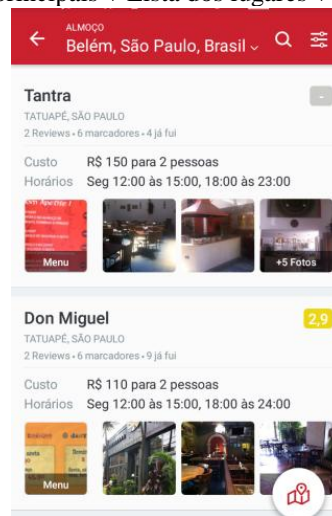 ALMOÇO
Belém, São Paulo, Brasil
Tantra
-
TATUAPÉ, SÃO PAULO
2 Reviews • 6 marcadores • 4 já fui
Custo R$ 150 para 2 pessoas
Horários Seg 12:00 às 15:00, 18:00 às 23:00
Menu
+5 Fotos
Don Miguel
2,9
TATUAPÉ, SÃO PAULO
2 Reviews • 6 marcadores • 9 já fui
Custo R$ 110 para 2 pessoas
Horários Seg 12:00 às 15:00, 18:00 às 24:00
Menu